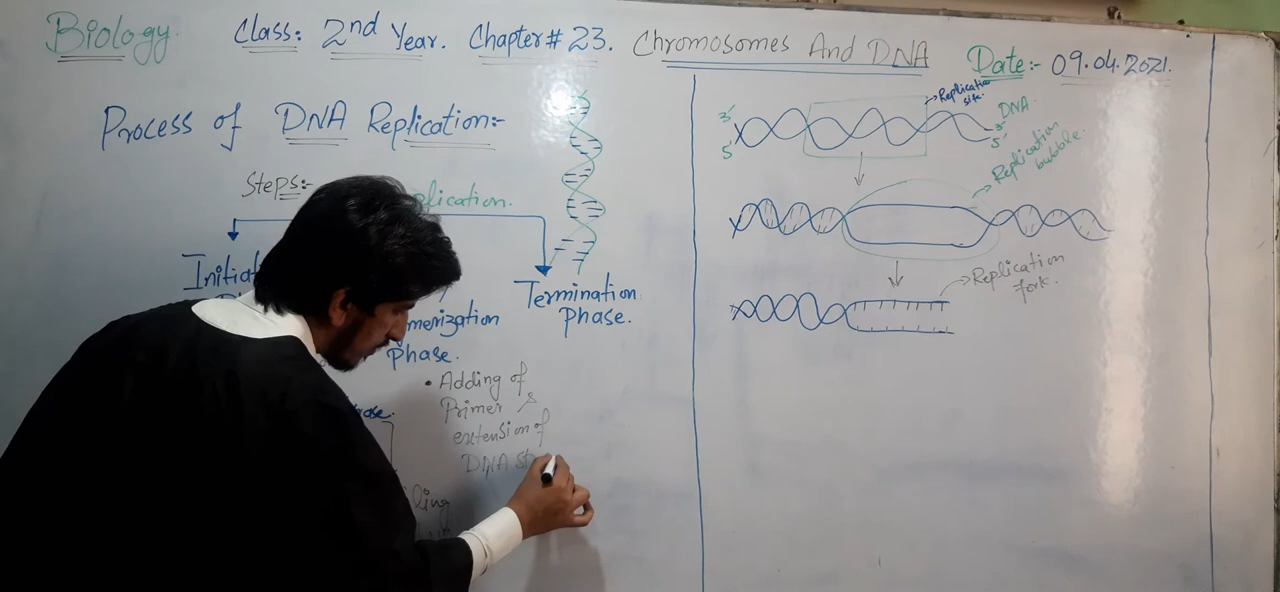 Biology. Class: 2nd Year. Chapter# 23. Chromosomes And DNA
Date:- 09.04.2021.
Process of DNA Replication:-
Steps:-
plication.
Initiat
Termination
Phase.
merization
phase.
• Adding of
Primer &
extension of
DNA st
ase.
ling
Replication
site.
DNA.
3'
5'
3'
5'
Replication
bubble.
Replication
fork.